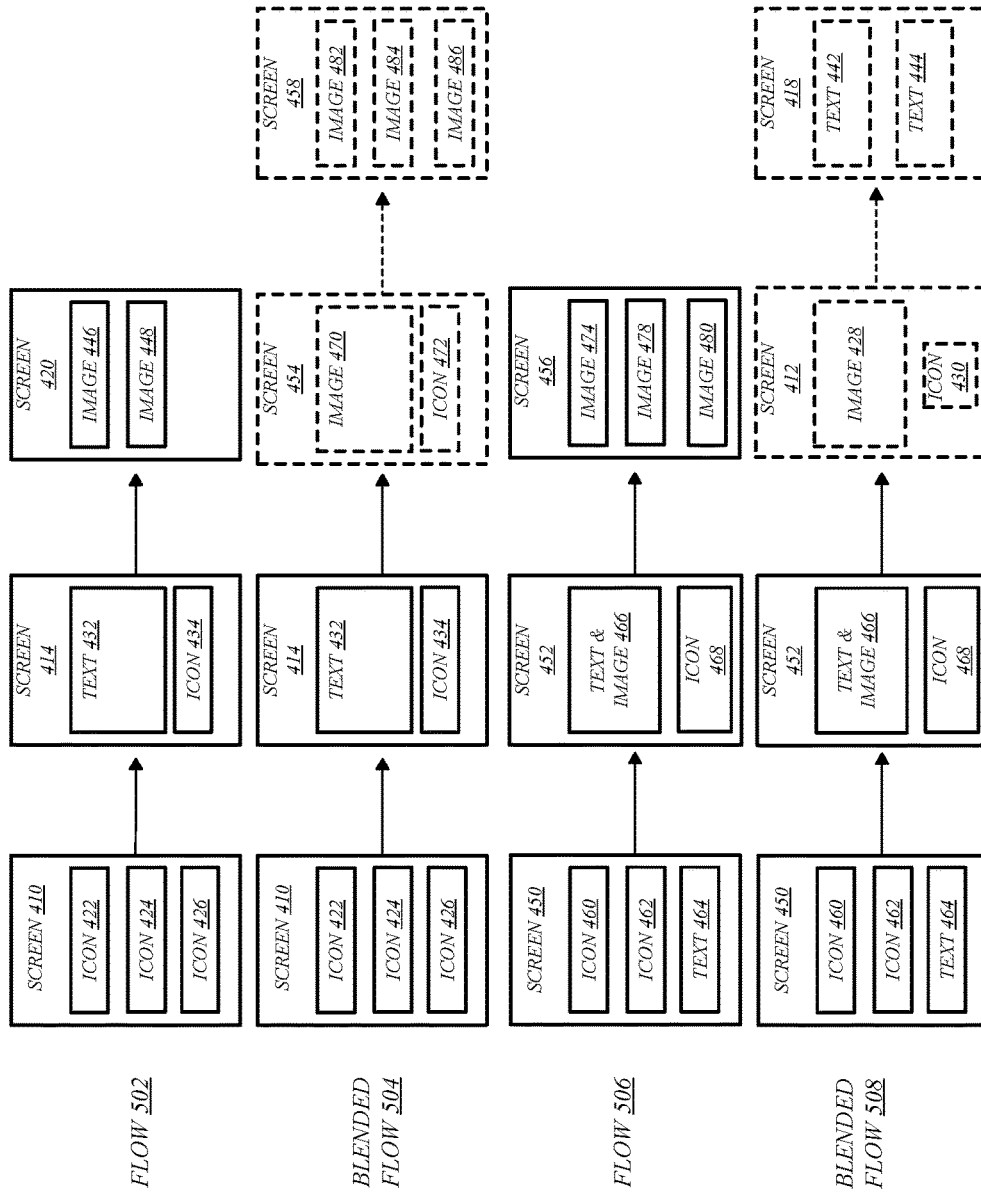 FLOW 502
SCREEN 410
ICON 422
ICON 424
ICON 426
SCREEN
414
TEXT 432
ICON 434
SCREEN
420
IMAGE 446
IMAGE 448
BLENDED
FLOW 504
SCREEN 410
ICON 422
ICON 424
ICON 426
SCREEN
414
TEXT 432
ICON 434
SCREEN
454
IMAGE 470
ICON 472
SCREEN
458
IMAGE 482
IMAGE 484
IMAGE 486
FLOW 506
SCREEN 450
ICON 460
ICON 462
TEXT 464
SCREEN
452
TEXT &
IMAGE 466
ICON
468
SCREEN
456
IMAGE 474
IMAGE 478
IMAGE 480
BLENDED
FLOW 508
SCREEN 450
ICON 460
ICON 462
TEXT 464
SCREEN
452
TEXT &
IMAGE 466
ICON
468
SCREEN
412
IMAGE 428
ICON
430
SCREEN
418
TEXT 442
TEXT 444